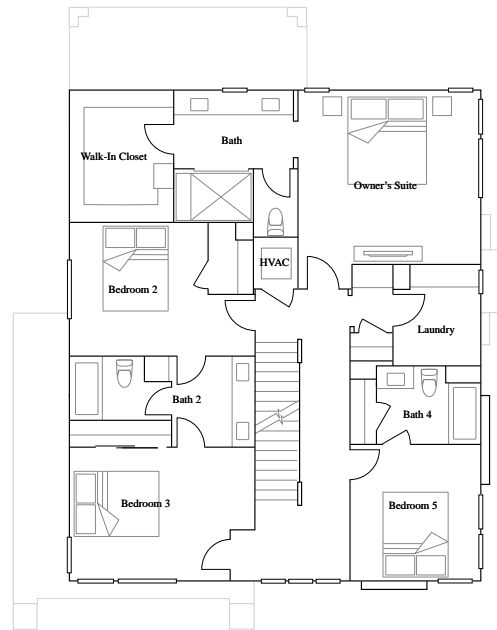 Bath
Walk-In Closet
Owner's Suite
HVAC
Bedroom 2
Laundry
Bath 2
Bath 4
Bedroom 3
Bedroom 5